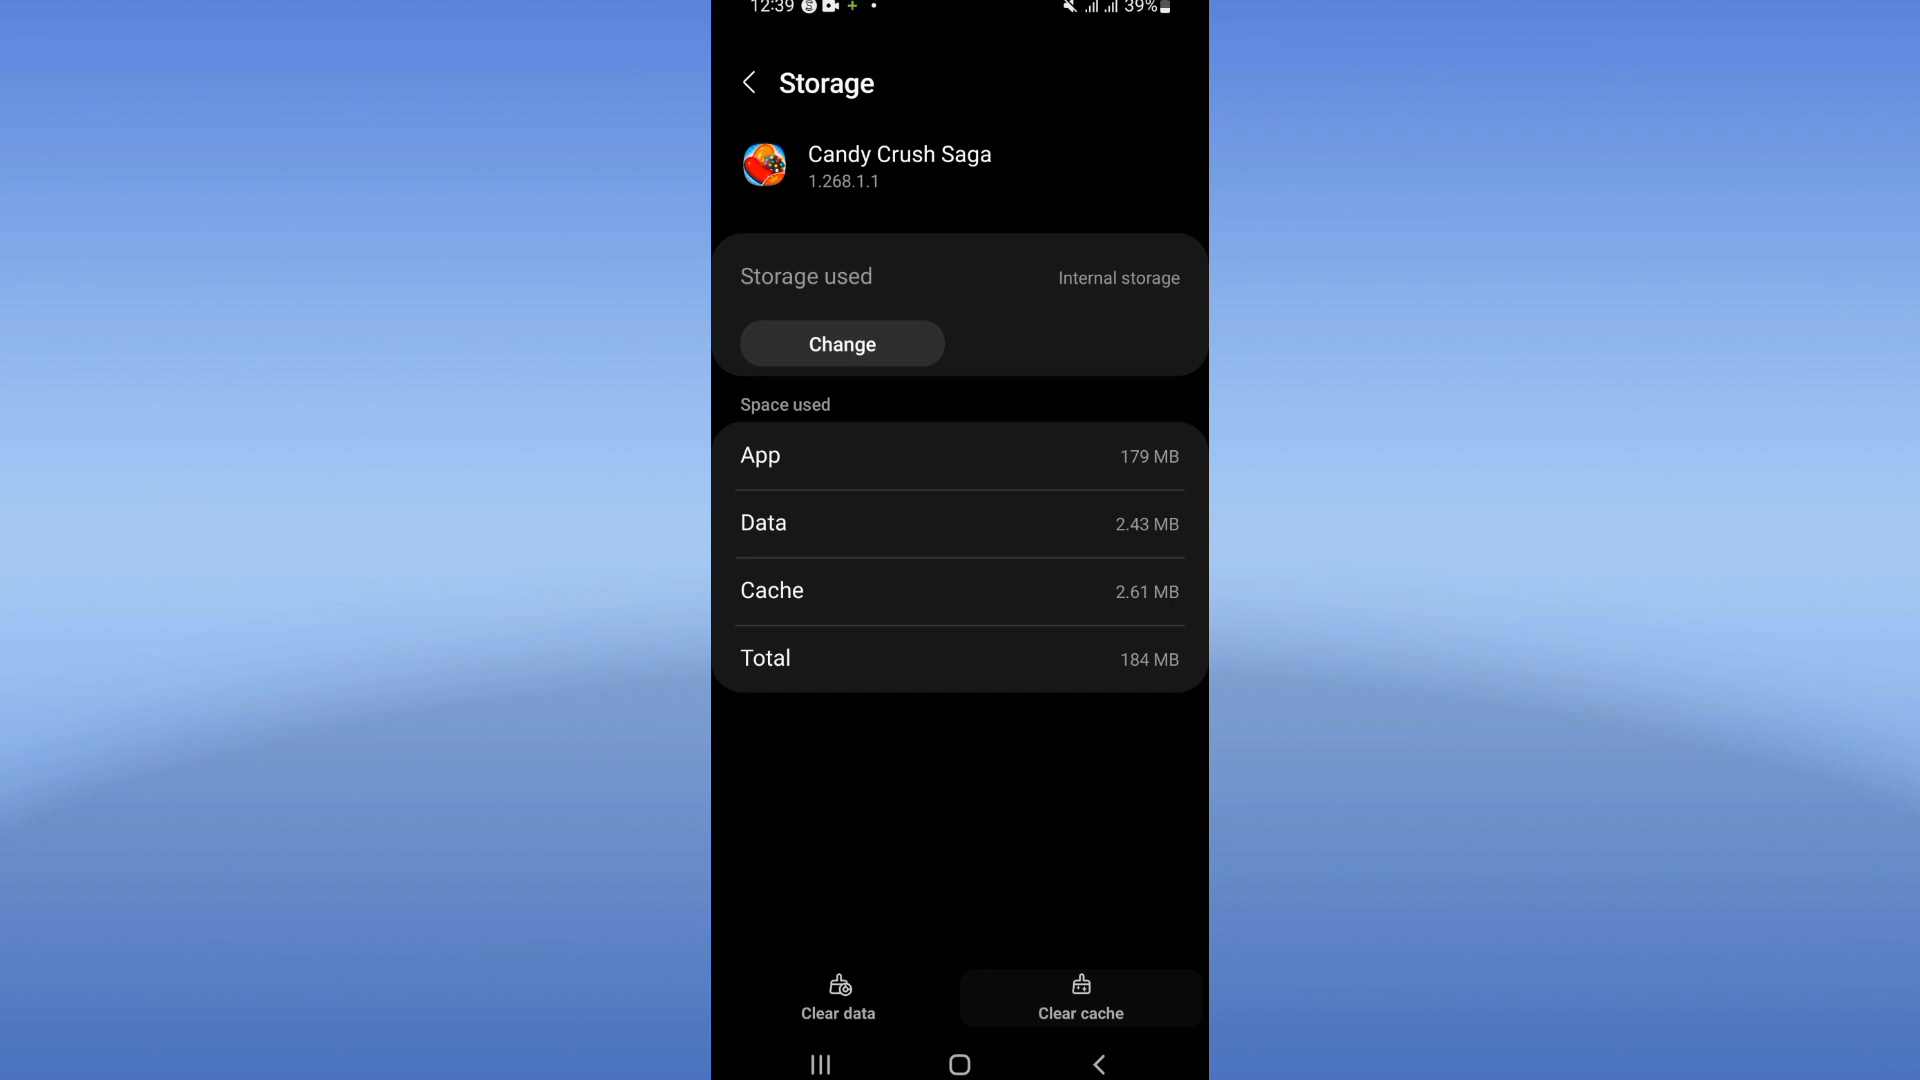 12:39 39%
Storage
Candy Crush Saga
1.268.1.1
Storage used Internal storage
Change
Space used
App 179 MB
Data 2.43 MB
Cache 2.61 MB
Total 184 MB
Clear data Clear cache